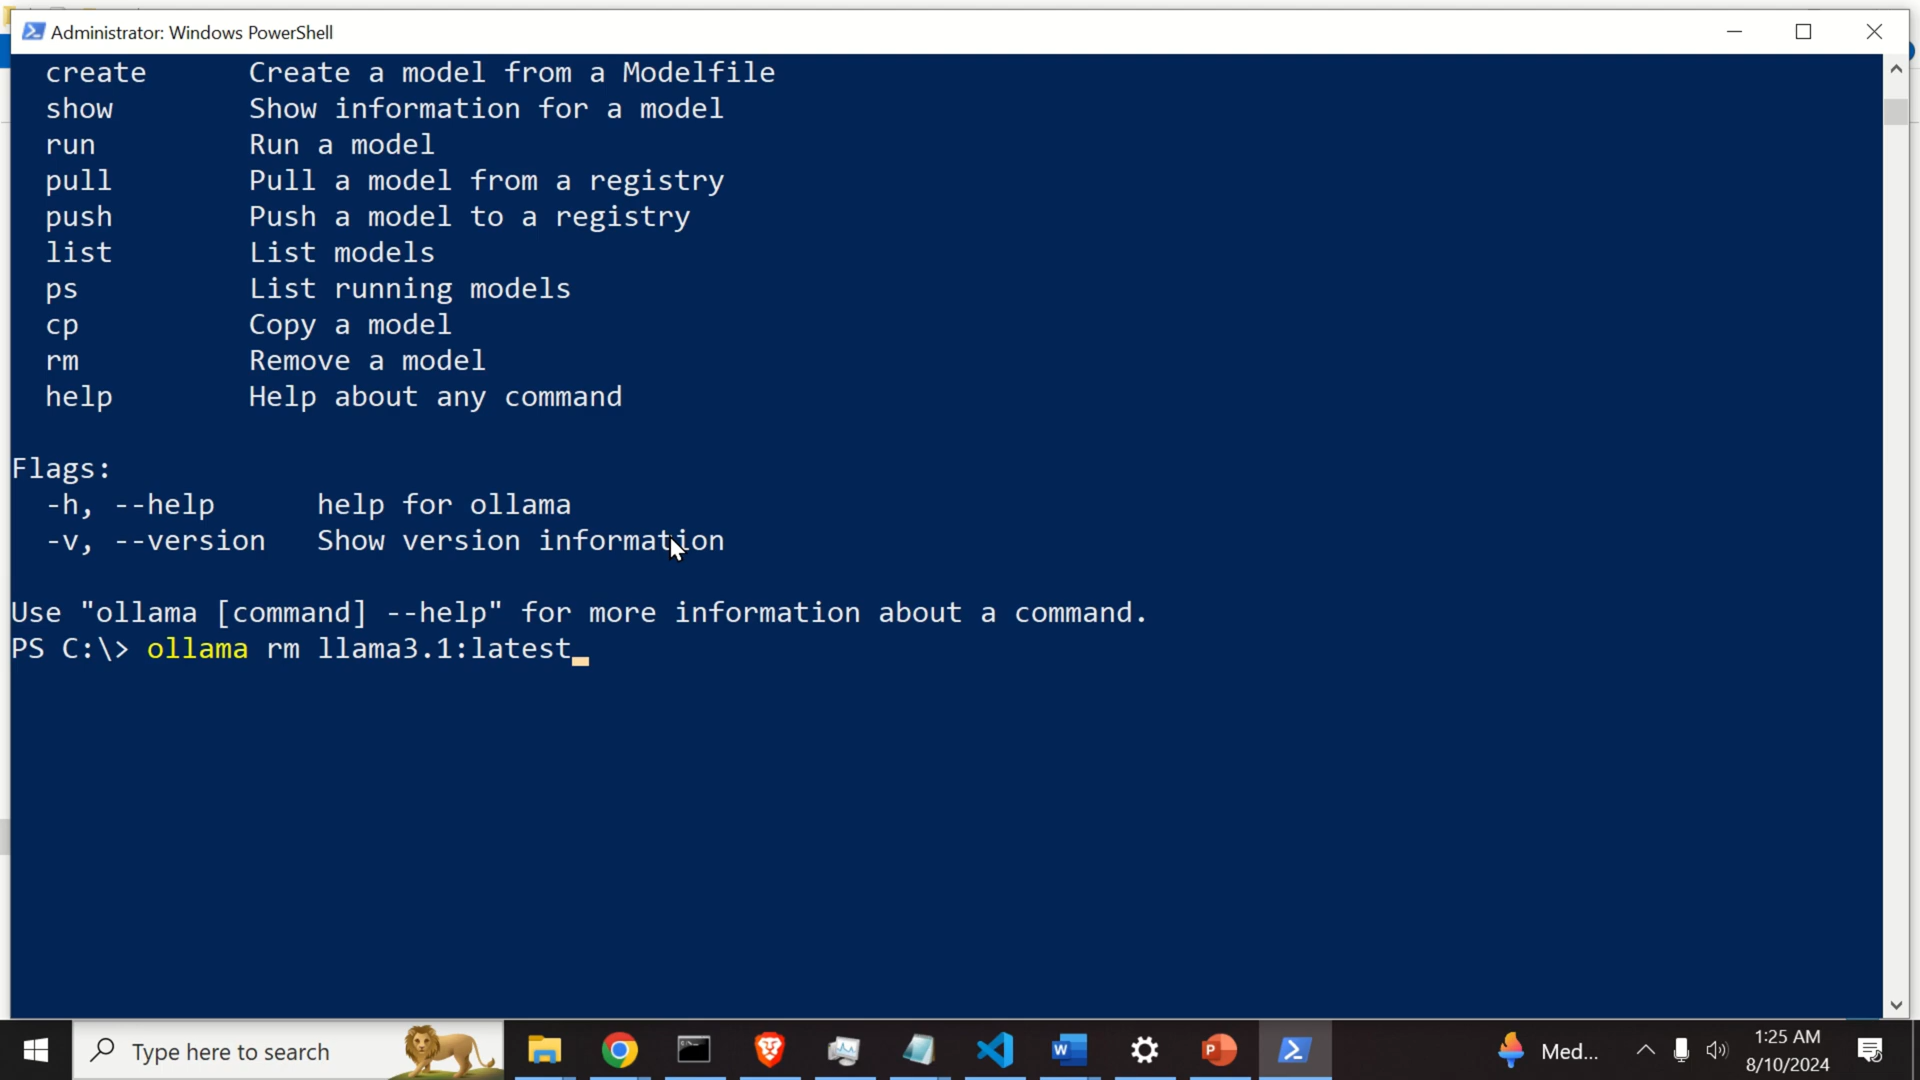 Administrator: Windows PowerShell
create Create a model from a Modelfile
show Show information for a model
run Run a model
pull Pull a model from a registry
push Push a model to a registry
list List models
ps List running models
cp Copy a model
rm Remove a model
help Help about any command
Flags:
-h, --help help for ollama
-v, --version Show version information
Use "ollama [command] --help" for more information about a command.
PS C:\> ollama rm llama3.1:latest
Type here to search
Med...
1:25 AM
8/10/2024